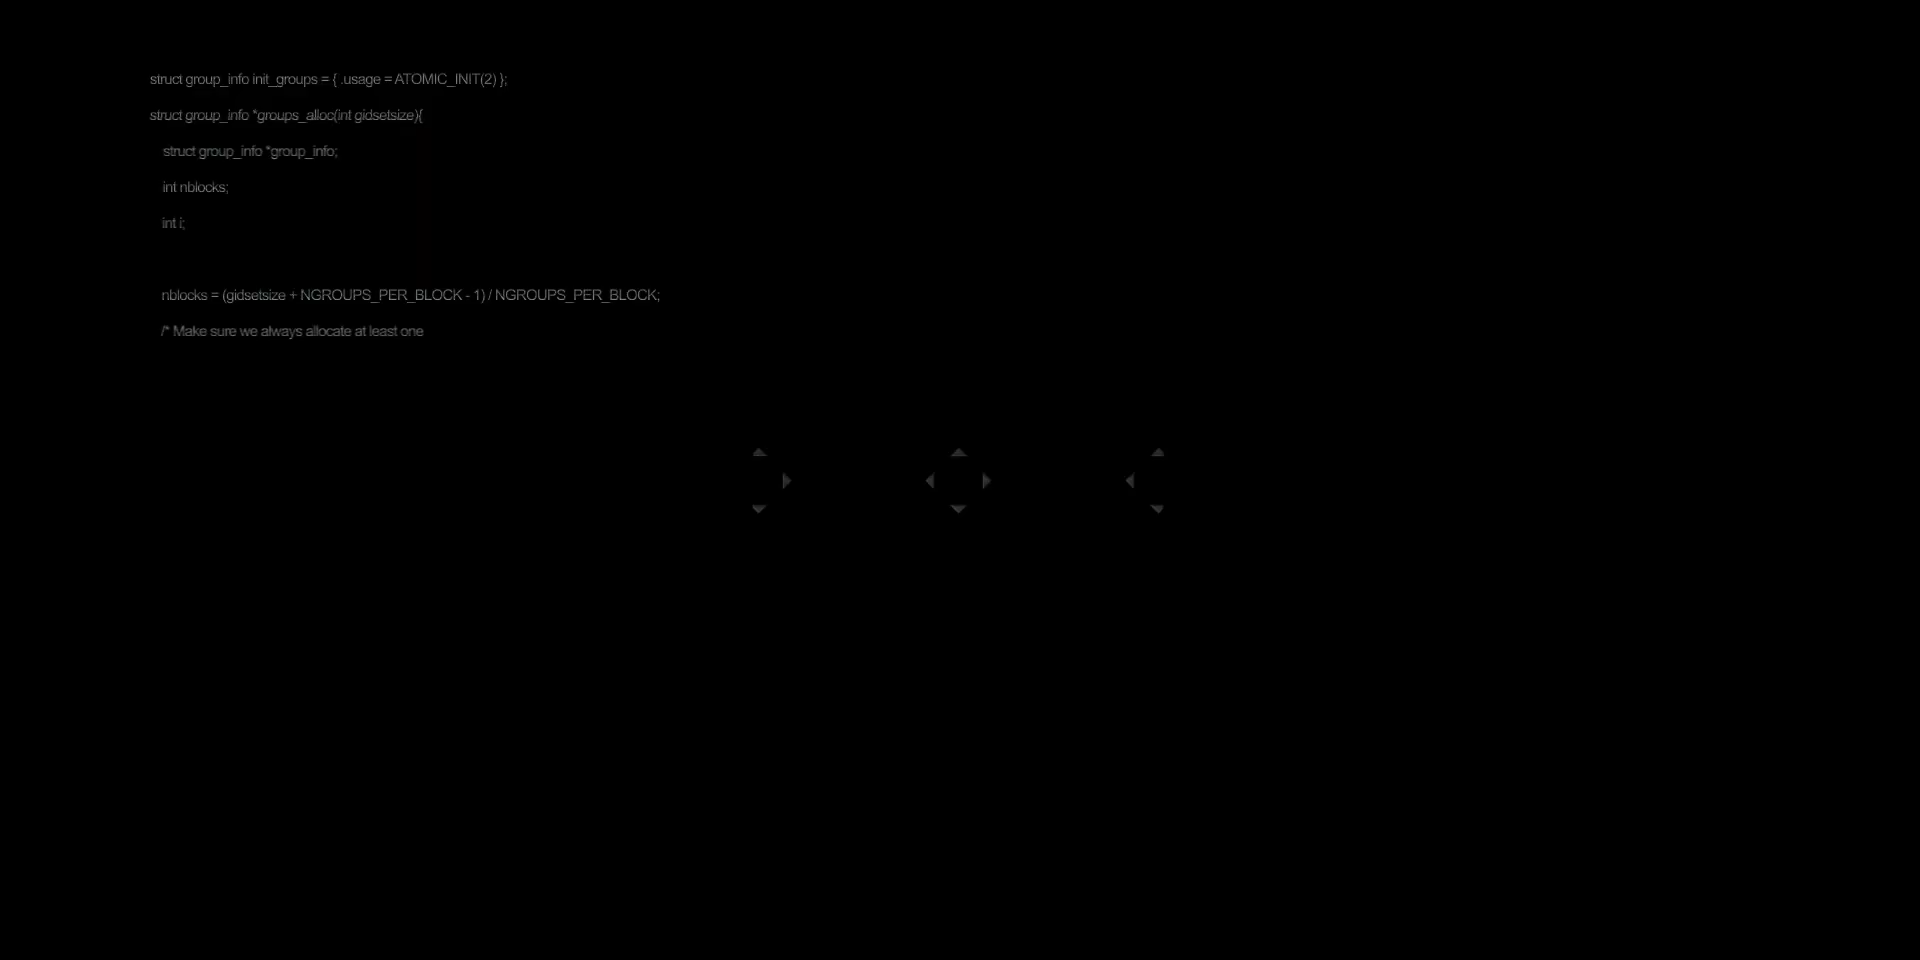 struct group_info init_groups = { .usage = ATOMIC_INIT(2) };
struct group_info *groups_alloc(int gidsetsize){
struct group_info *group_info;
int nblocks;
int i;
nblocks = (gidsetsize + NGROUPS_PER_BLOCK - 1) / NGROUPS_PER_BLOCK;
/* Make sure we always allocate at least one